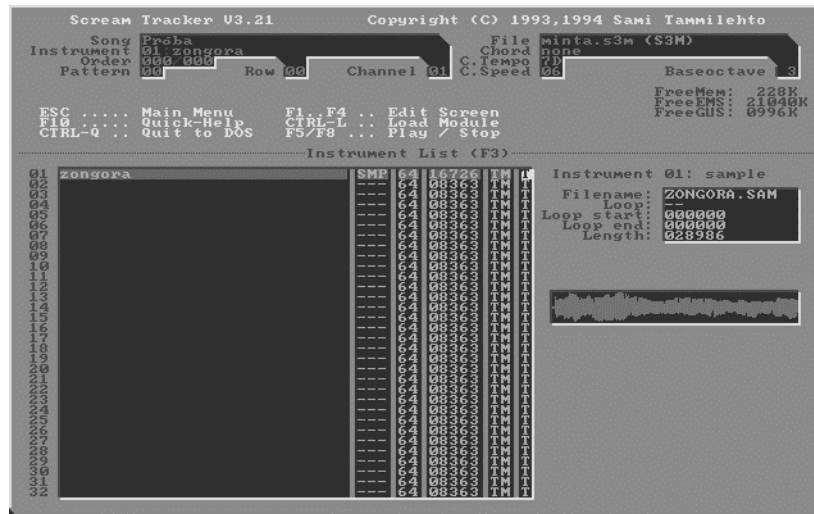 Scream Tracker V3.21 Copyright (C) 1993,1994 Sami Tammilehto
Song Próba File minta.s3m (S3M)
Instrument 01:zongora Chord none
Order 000/000 C.Tempo 7D
Pattern 00 Row 00 Channel 01 C.Speed 06 Baseoctave 3
FreeMem: 228K
FreeEMS: 21040K
FreeGUS: 0996K
ESC ..... Main Menu F1..F4 .. Edit Screen
F10 ..... Quick-Help CTRL-L .. Load Module
CTRL-Q .. Quit to DOS F5/F8 ... Play / Stop
Instrument List (F3)
01 zongora SMP 64 16726 TM T
02 --- 64 08363 TM T
03 --- 64 08363 TM T
04 --- 64 08363 TM T
05 --- 64 08363 TM T
06 --- 64 08363 TM T
07 --- 64 08363 TM T
08 --- 64 08363 TM T
09 --- 64 08363 TM T
10 --- 64 08363 TM T
11 --- 64 08363 TM T
12 --- 64 08363 TM T
13 --- 64 08363 TM T
14 --- 64 08363 TM T
15 --- 64 08363 TM T
16 --- 64 08363 TM T
17 --- 64 08363 TM T
18 --- 64 08363 TM T
19 --- 64 08363 TM T
20 --- 64 08363 TM T
21 --- 64 08363 TM T
22 --- 64 08363 TM T
23 --- 64 08363 TM T
24 --- 64 08363 TM T
25 --- 64 08363 TM T
26 --- 64 08363 TM T
27 --- 64 08363 TM T
28 --- 64 08363 TM T
29 --- 64 08363 TM T
30 --- 64 08363 TM T
31 --- 64 08363 TM T
32 --- 64 08363 TM T
Instrument 01: sample
Filename: ZONGORA.SAM
Loop: --
Loop start: 000000
Loop end: 000000
Length: 028986